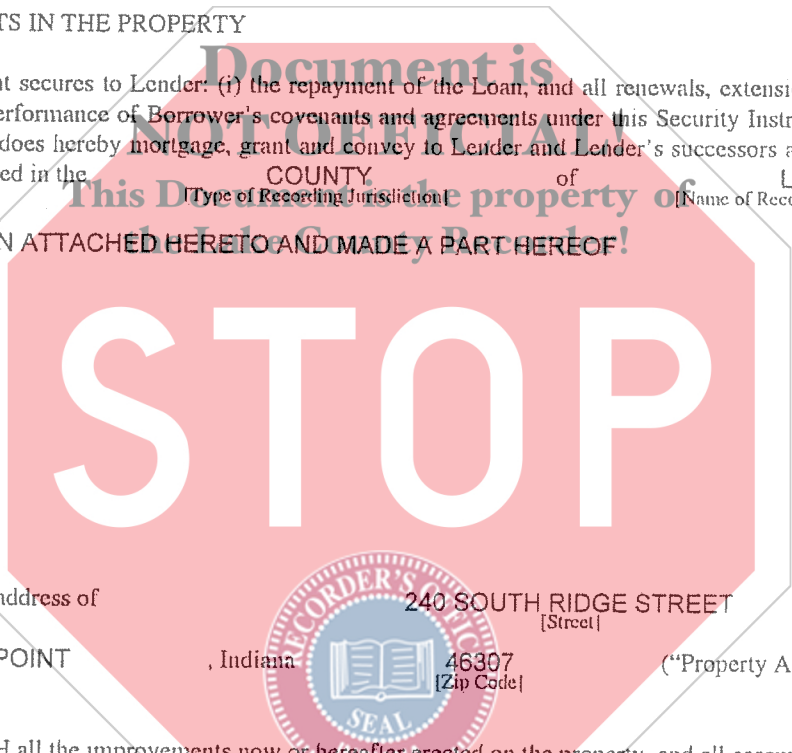 TS IN THE PROPERTY
Document is
nt secures to Lender: (i) the repayment of the Loan, and all renewals, extensi
erformance of Borrower's covenants and agreements under this Security Instr
NOT OFFICIAL!
does hereby mortgage, grant and convey to Lender and Lender's successors a
ed in the COUNTY of L
This Document is the property of
[Type of Recording Jurisdiction] [Name of Reco
N ATTACHED HERETO AND MADE A PART HEREOF
the Lake County Recorder!
STOP
address of 240 SOUTH RIDGE STREET
[Street]
POINT , Indiana 46307 ("Property A
[Zip Code]
RECORDER'S OFFICE
SEAL
H all the improvements now or hereafter erected on the property, and all